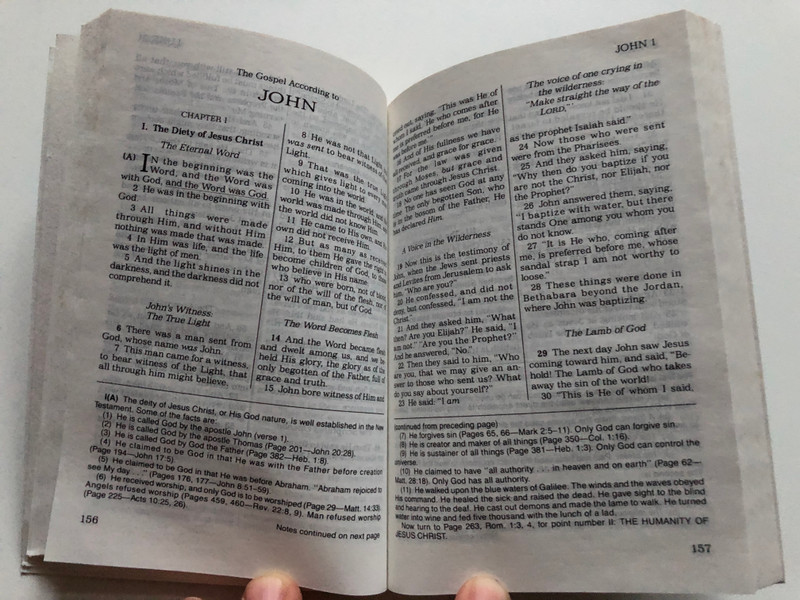 The Gospel According to
JOHN
CHAPTER 1
1. The Diety of Jesus Christ
The Eternal Word
(A) IN the beginning was the
Word, and the Word was
with God, and the Word was God.
2 He was in the beginning with
God.
3 All things were made
through Him, and without Him
nothing was made that was made.
4 In Him was life, and the life
was the light of men.
5 And the light shines in the
darkness, and the darkness did not
comprehend it.
John's Witness:
The True Light
6 There was a man sent from
God, whose name was John.
7 This man came for a witness,
to bear witness of the Light, that
all through him might believe.
8 He was not that Light,
was sent to bear witness of
Light.
9 That was the true Light
which gives light to every
coming into the world.
10 He was in the world, and
world was made through Him,
the world did not know Him.
11 He came to His own, and
own did not receive Him.
12 But as many as received
Him, to them He gave the right
become children of God, to those
who believe in His name:
13 who were born, not of blood,
nor of the will of the flesh, nor of
the will of man, but of God.
The Word Becomes Flesh
14 And the Word became flesh
and dwelt among us, and we
held His glory, the glory as of the
only begotten of the Father, full of
grace and truth.
15 John bore witness of Him and
I(A) The deity of Jesus Christ, or His God nature, is well established in the New
Testament. Some of the facts are:
(1) He is called God by the apostle John (verse 1).
(2) He is called God by the apostle Thomas (Page 201—John 20:28).
(3) He is called God by God the Father (Page 382—Heb. 1:8).
(4) He claimed to be God in that He was with the Father before creation
(Page 194—John 17:5).
(5) He claimed to be God in that He was before Abraham. "Abraham rejoiced to
see My day . . ." (Pages 176, 177—John 8:51-59).
(6) He received worship, and only God is to be worshiped (Page 29—Matt. 14:33).
Angels refused worship (Pages 459, 460—Rev. 22:8, 9). Man refused worship
(Page 225—Acts 10:25, 26).
Notes continued on next page
156
JOHN 1
out, saying, "This was He of
whom I said, 'He who comes after
me is preferred before me, for He
was before me.'"
And of His fullness we have
all received, and grace for grace.
For the law was given
through Moses, but grace and
truth came through Jesus Christ.
18 No one has seen God at any
time. The only begotten Son, who
is in the bosom of the Father, He
has declared Him.
A Voice in the Wilderness
19 Now this is the testimony of
John, when the Jews sent priests
and Levites from Jerusalem to ask
him, "Who are you?"
20 He confessed, and did not
deny, but confessed, "I am not the
Christ."
21 And they asked him, "What
then? Are you Elijah?" He said, "I
am not." "Are you the Prophet?"
And he answered, "No."
22 Then they said to him, "Who
are you, that we may give an an-
swer to those who sent us? What
do you say about yourself?"
23 He said: "I am
'The voice of one crying in
the wilderness:
"Make straight the way of the
LORD,"'
as the prophet Isaiah said."
24 Now those who were sent
were from the Pharisees.
25 And they asked him, saying,
"Why then do you baptize if you
are not the Christ, nor Elijah, nor
the Prophet?"
26 John answered them, saying,
"I baptize with water, but there
stands One among you whom you
do not know.
27 "It is He who, coming after
me, is preferred before me, whose
sandal strap I am not worthy to
loose."
28 These things were done in
Bethabara beyond the Jordan,
where John was baptizing.
The Lamb of God
29 The next day John saw Jesus
coming toward him, and said, "Be-
hold! The Lamb of God who takes
away the sin of the world!
30 "This is He of whom I said,
(continued from preceding page)
(7) He forgives sin (Pages 65, 66—Mark 2:5-11). Only God can forgive sin.
(8) He is creator and maker of all things (Page 350—Col. 1:16).
(9) He is sustainer of all things (Page 381—Heb. 1:3). Only God can control the
universe.
(10) He claimed to have "all authority . . . in heaven and on earth" (Page 62—
Matt. 28:18). Only God has all authority.
(11) He walked upon the blue waters of Galilee. The winds and the waves obeyed
His command. He healed the sick and raised the dead. He gave sight to the blind
and hearing to the deaf. He cast out demons and made the lame to walk. He turned
water into wine and fed five thousand with the lunch of a lad.
Now turn to Page 263, Rom. 1:3, 4, for point number II: THE HUMANITY OF
JESUS CHRIST.
157